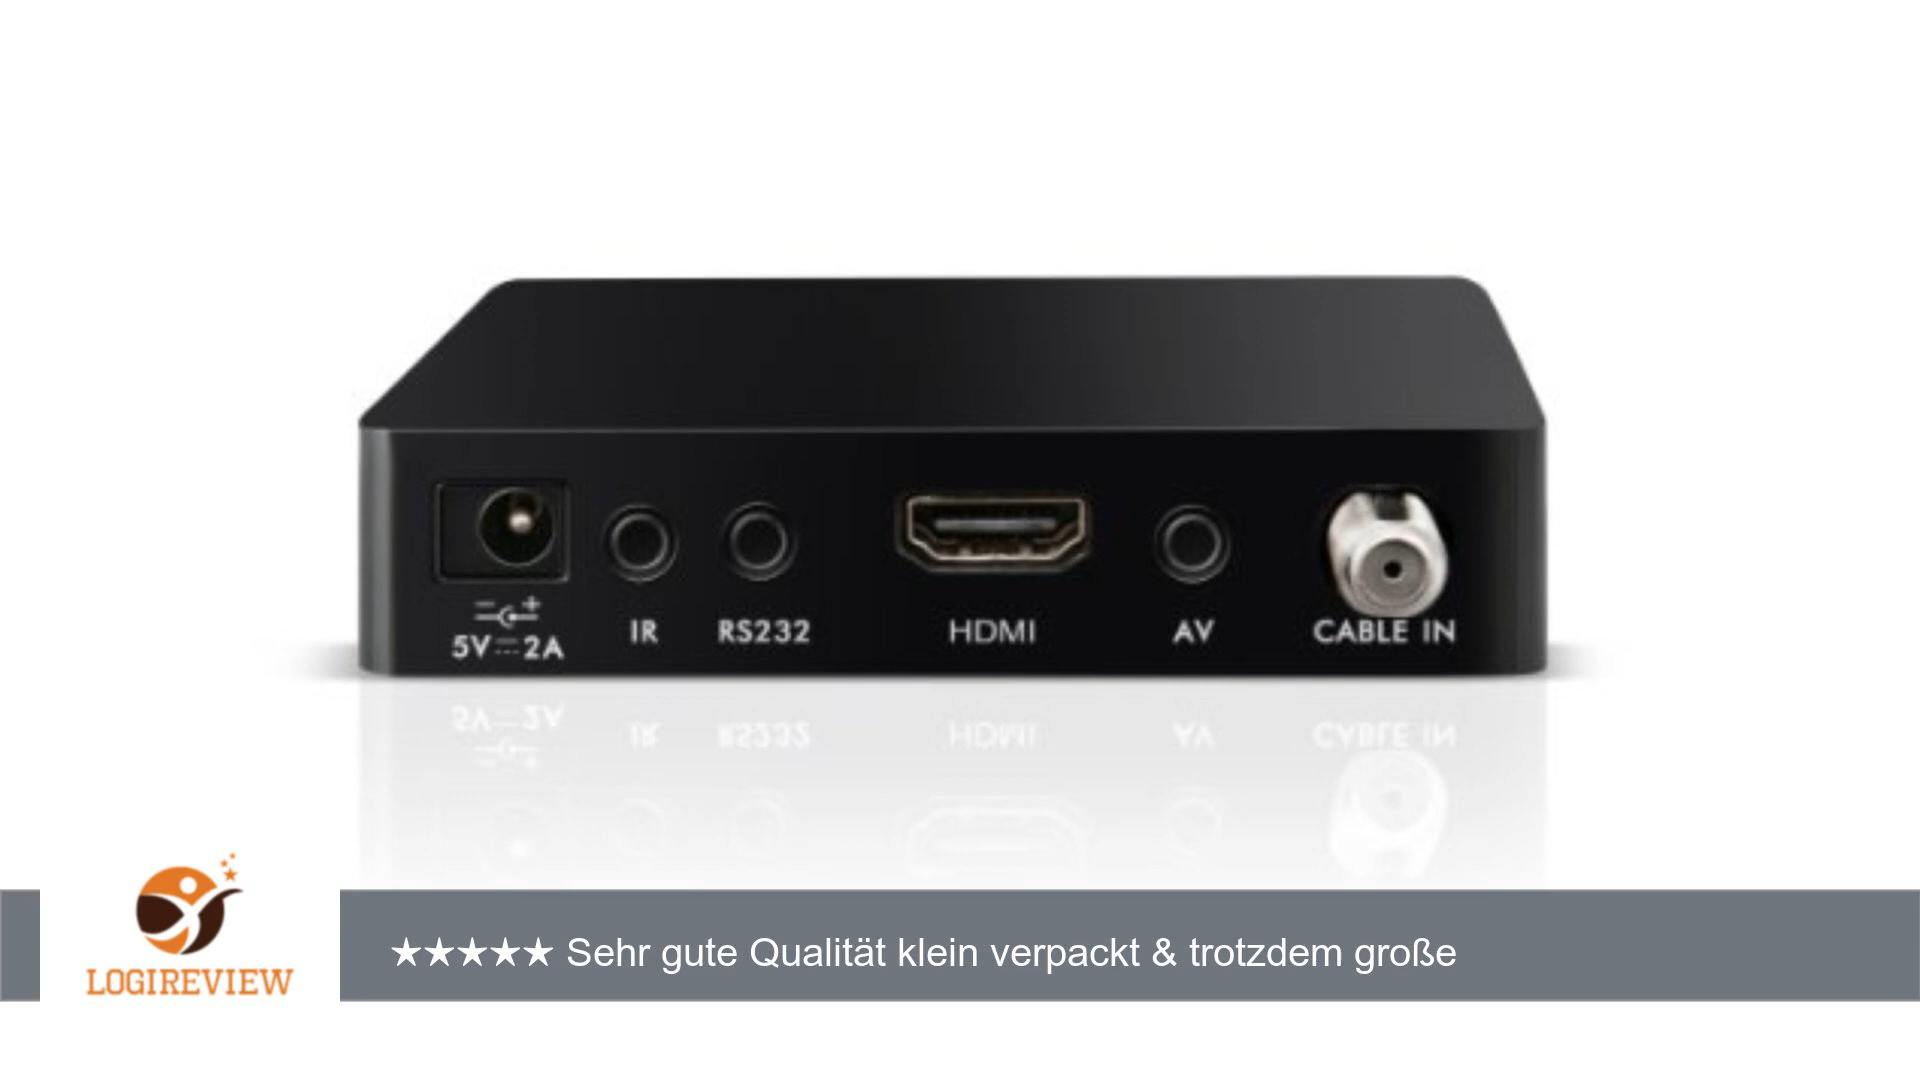 5V⎓2A
IR
RS232
HDMI
AV
CABLE IN
LOGIREVIEW
★★★★★ Sehr gute Qualität klein verpackt & trotzdem große